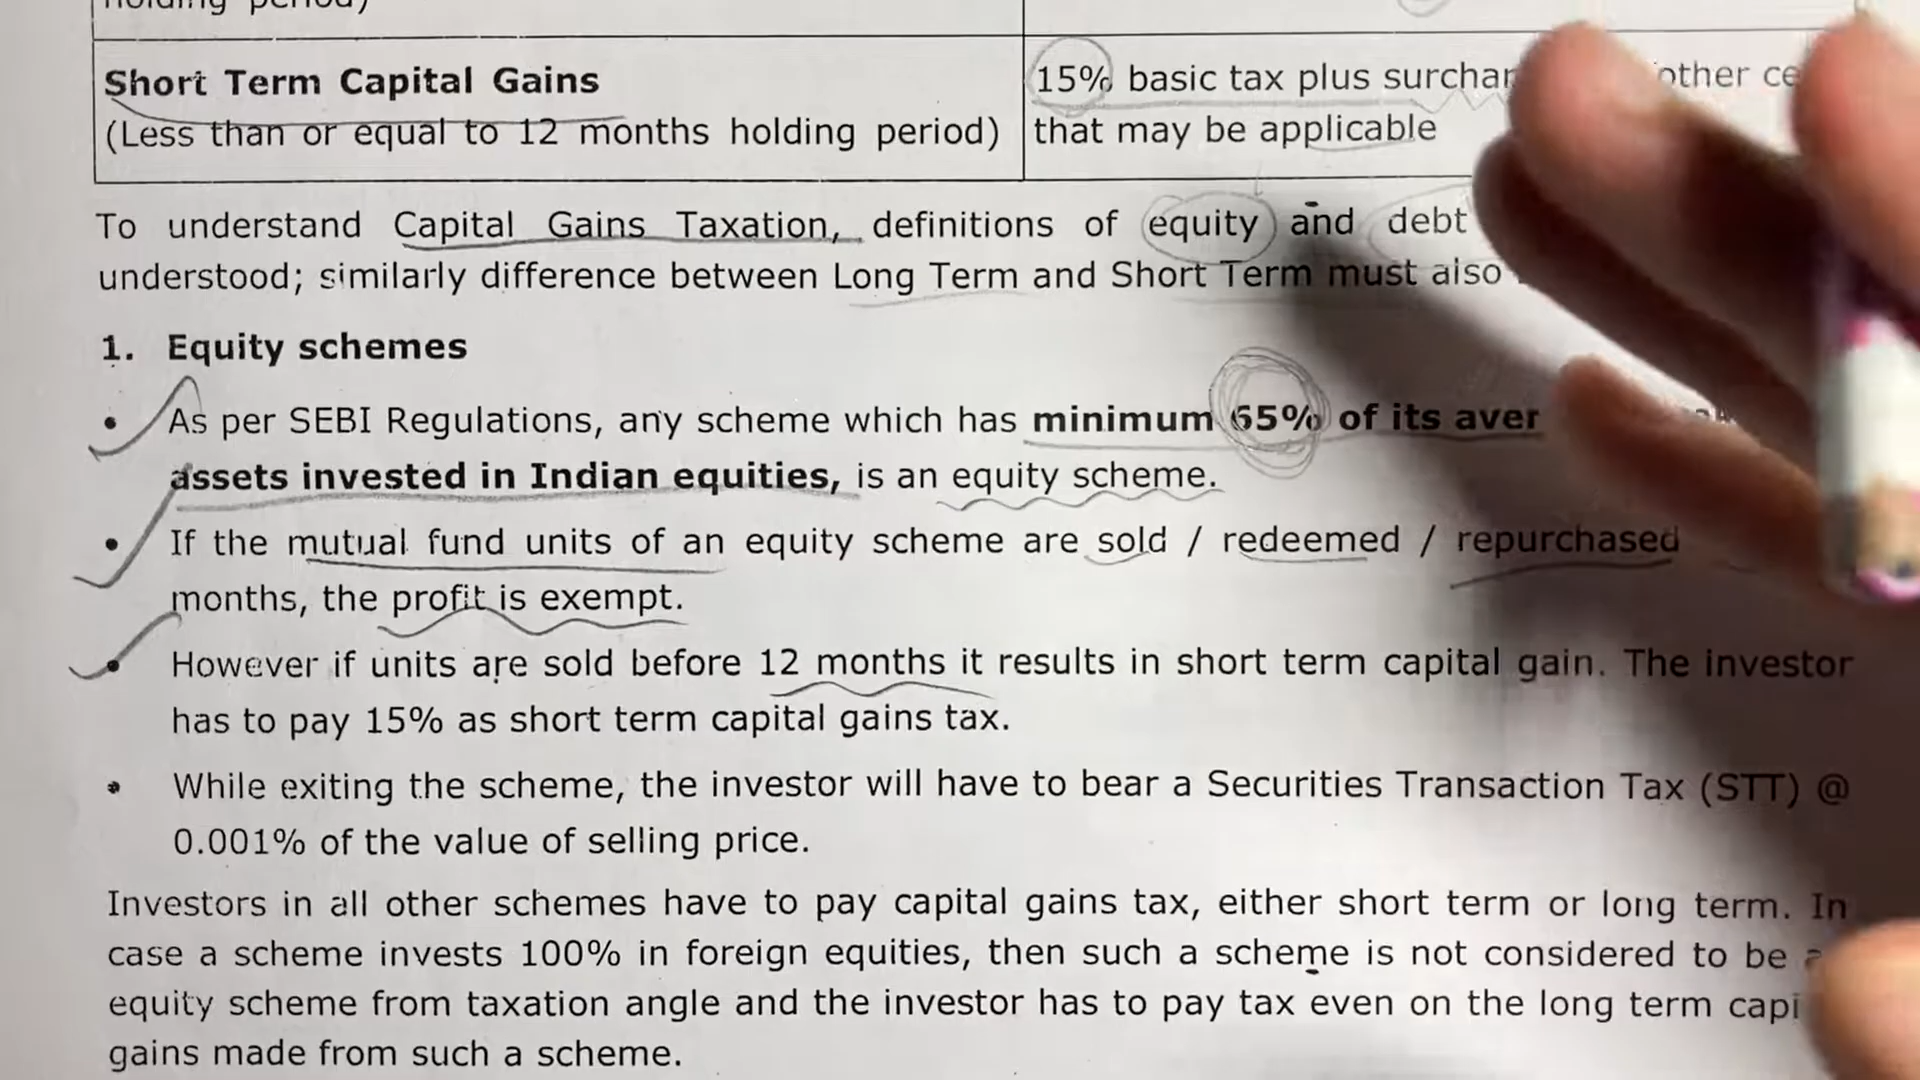 holding period)
Short Term Capital Gains
(Less than or equal to 12 months holding period)
15% basic tax plus other
that may be applicable
To understand Capital Gains Taxation, definitions of equity and debt
understood; similarly difference between Long Term and Short Term must also
1. Equity schemes
• As per SEBI Regulations, any scheme which has minimum 65% of its
assets invested in Indian equities, is an equity scheme.
• If the mutual fund units of an equity scheme are sold / redeemed / repurchased
months, the profit is exempt.
• However if units are sold before 12 months it results in short term capital gain. The investor
has to pay 15% as short term capital gains tax.
• While exiting the scheme, the investor will have to bear a Securities Transaction Tax (STT) @
0.001% of the value of selling price.
Investors in all other schemes have to pay capital gains tax, either short term or long term. In
case a scheme invests 100% in foreign equities, then such a scheme is not considered to be
equity scheme from taxation angle and the investor has to pay tax even on the long term
gains made from such a scheme.